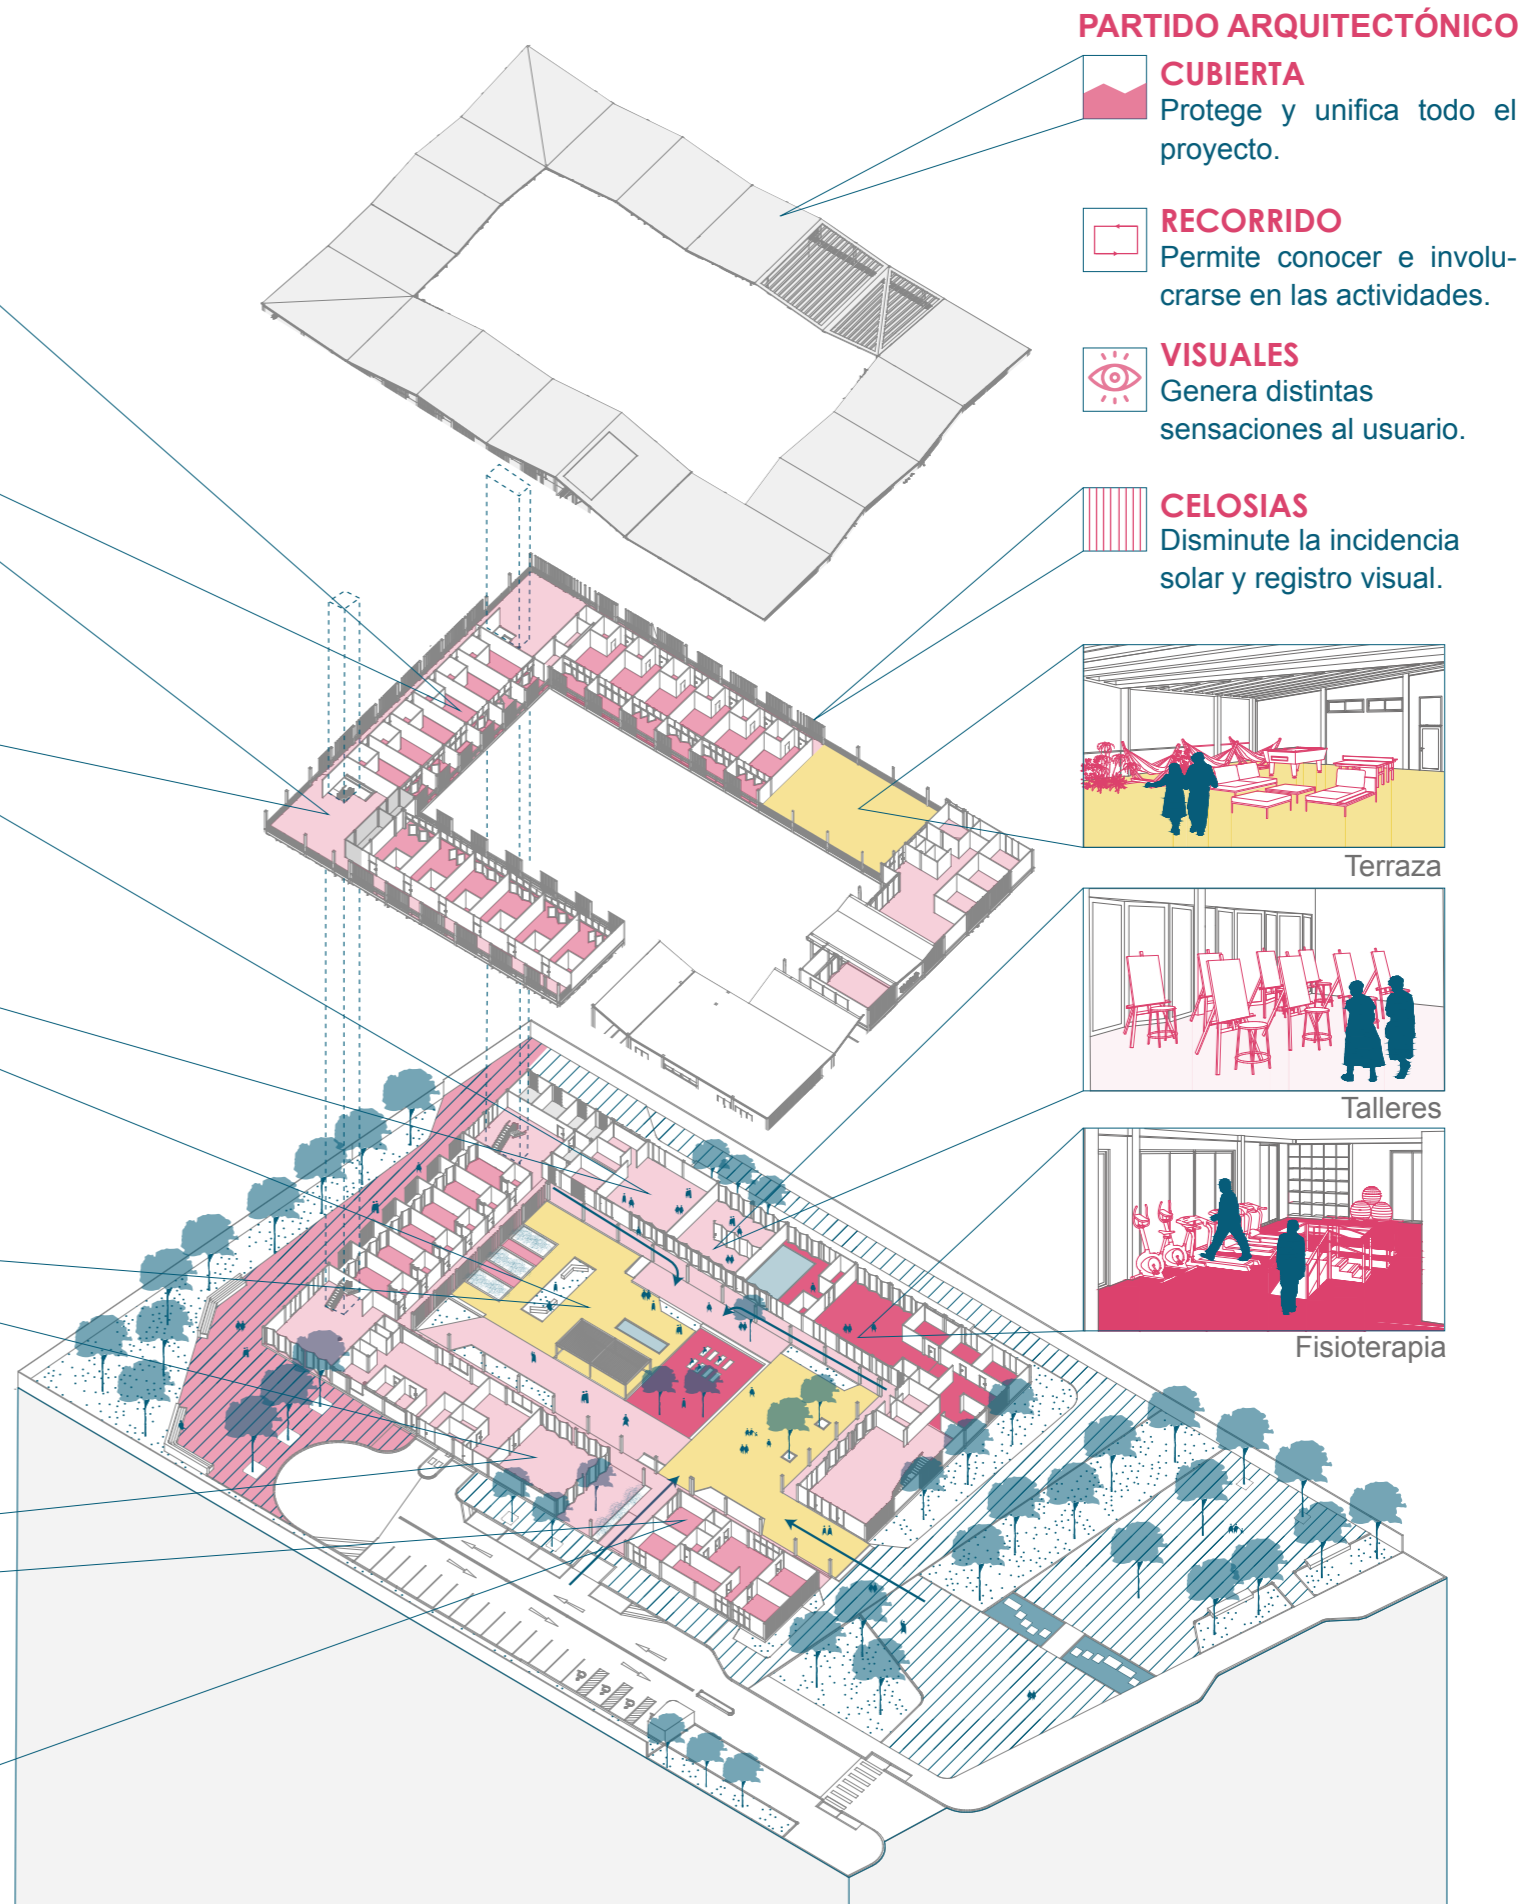 PARTIDO ARQUITECTÓNICO
CUBIERTA
Protege y unifica todo el
proyecto.
RECORRIDO
Permite conocer e involu-
crarse en las actividades.
VISUALES
Genera distintas
sensaciones al usuario.
CELOSIAS
Disminute la incidencia
solar y registro visual.
Terraza
Talleres
Fisioterapia